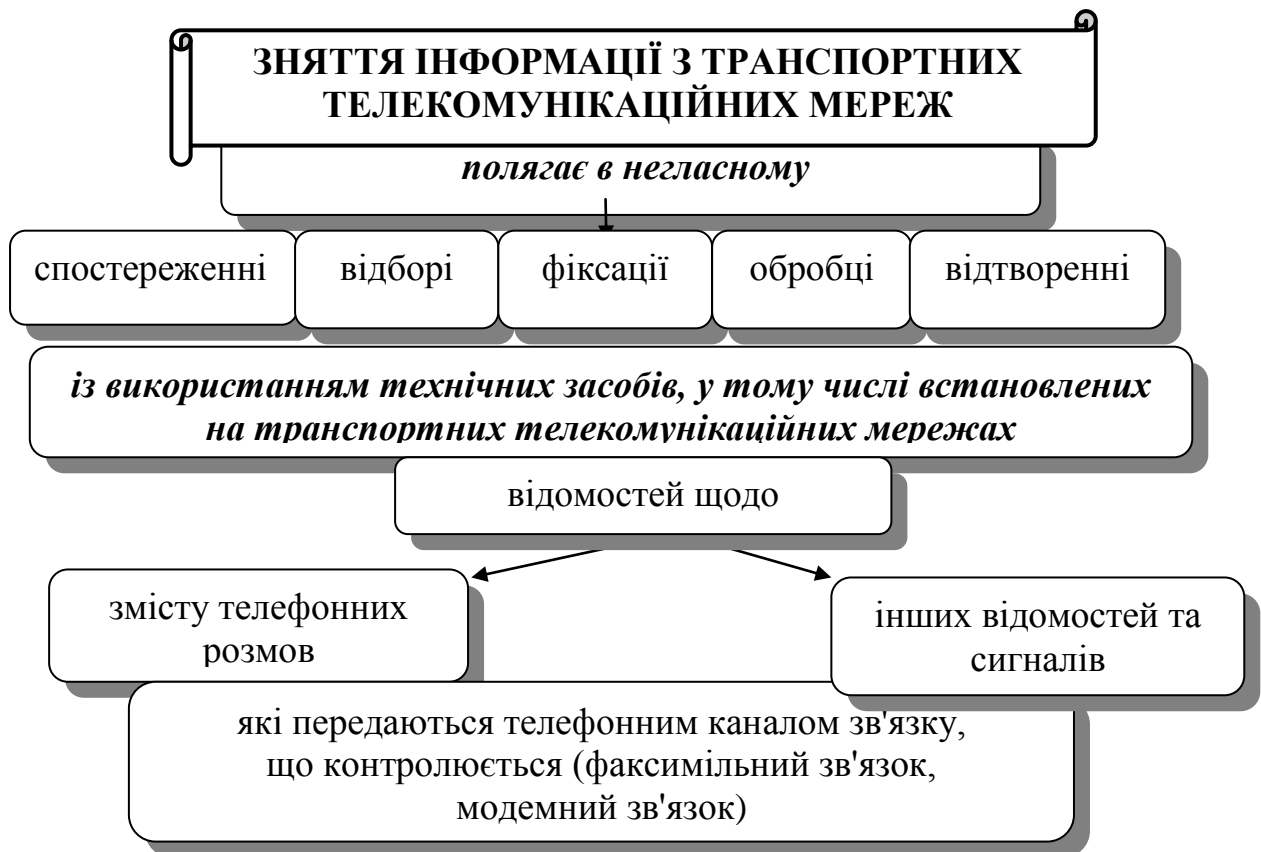 ЗНЯТТЯ ІНФОРМАЦІЇ З ТРАНСПОРТНИХ
ТЕЛЕКОМУНІКАЦІЙНИХ МЕРЕЖ
полягає в негласному
спостереженні
відборі
фіксації
обробці
відтворенні
із використанням технічних засобів, у тому числі встановлених
на транспортних телекомунікаційних мережах
відомостей щодо
змісту телефонних
розмов
інших відомостей та
сигналів
які передаються телефонним каналом зв'язку,
що контролюється (факсимільний зв'язок,
модемний зв'язок)